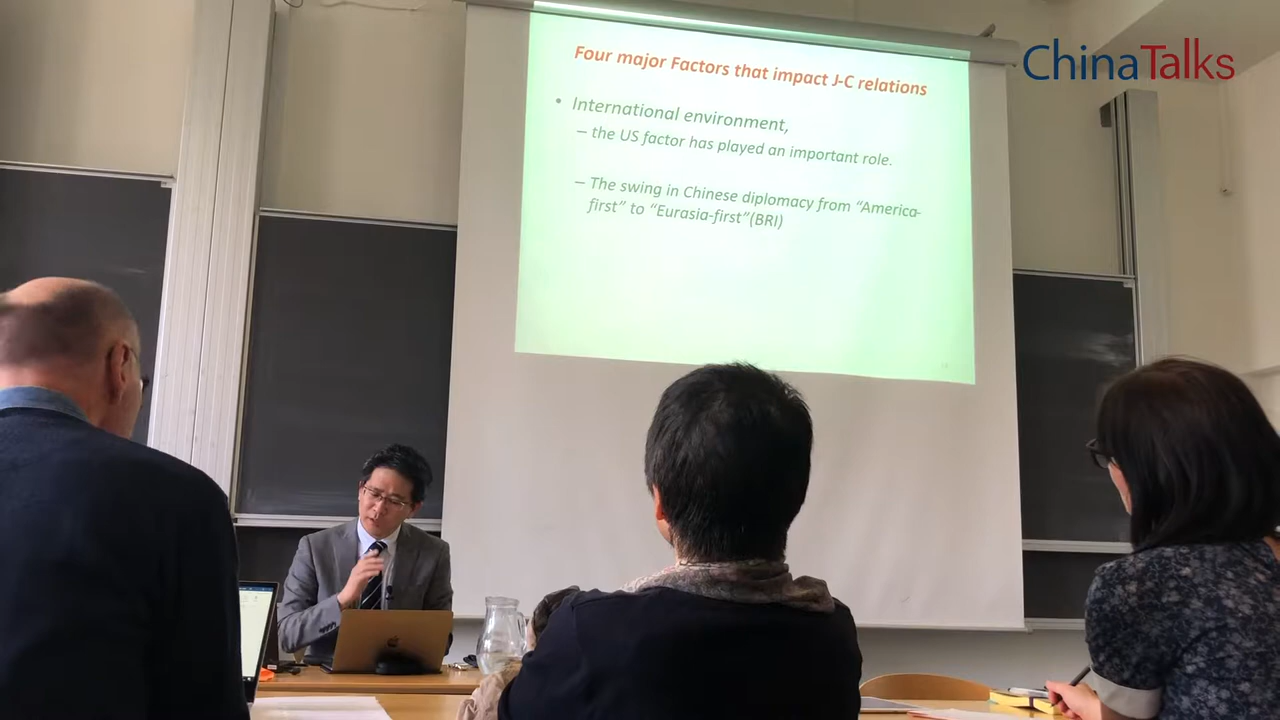 ChinaTalks
Four major Factors that impact J-C relations
• International environment,
– the US factor has played an important role.
– The swing in Chinese diplomacy from “America-
first” to “Eurasia-first”(BRI)